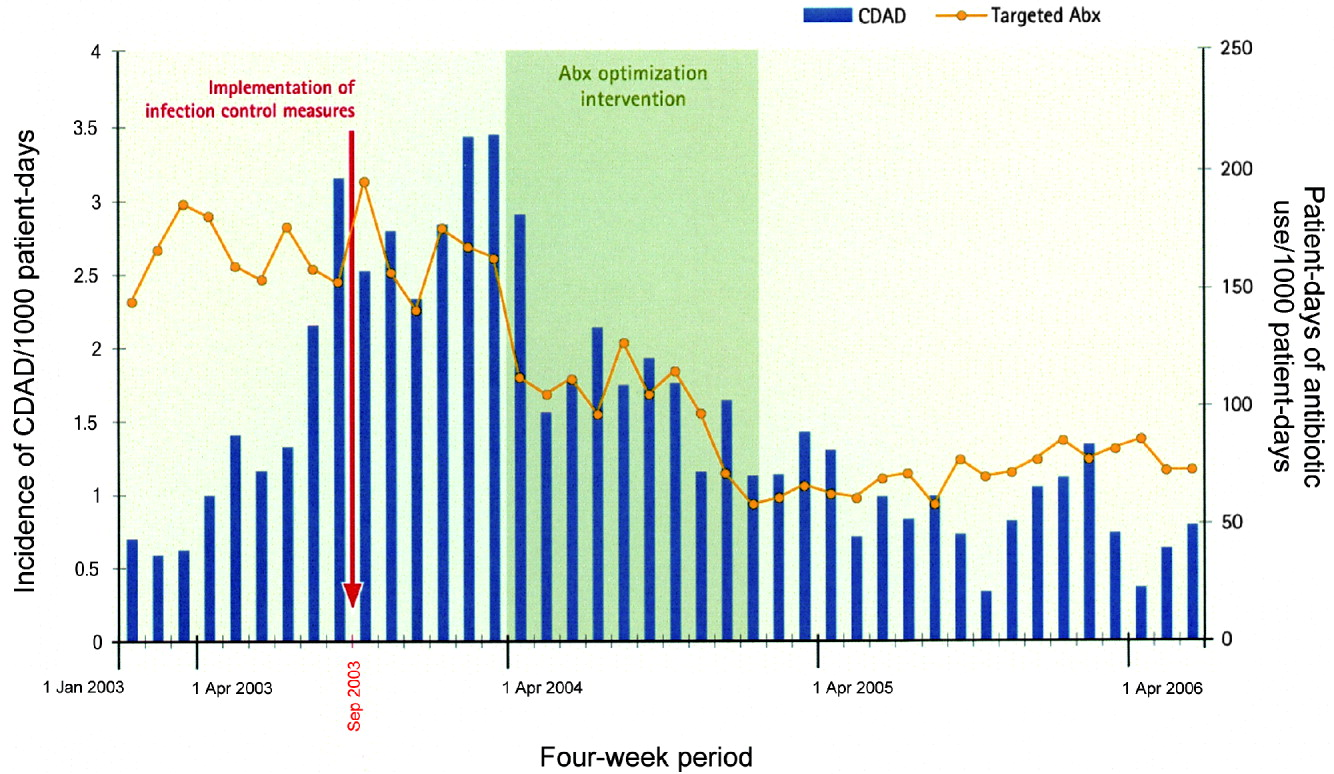 CDAD
Targeted Abx
4
3.5
3
2.5
2
1.5
1
0.5
0
250
200
150
100
50
0
Implementation of
infection control measures
Abx optimization
intervention
Incidence of CDAD/1000 patient-days
Patient-days of antibiotic
use/1000 patient-days
1 Jan 2003
1 Apr 2003
Sep 2003
1 Apr 2004
1 Apr 2005
1 Apr 2006
Four-week period